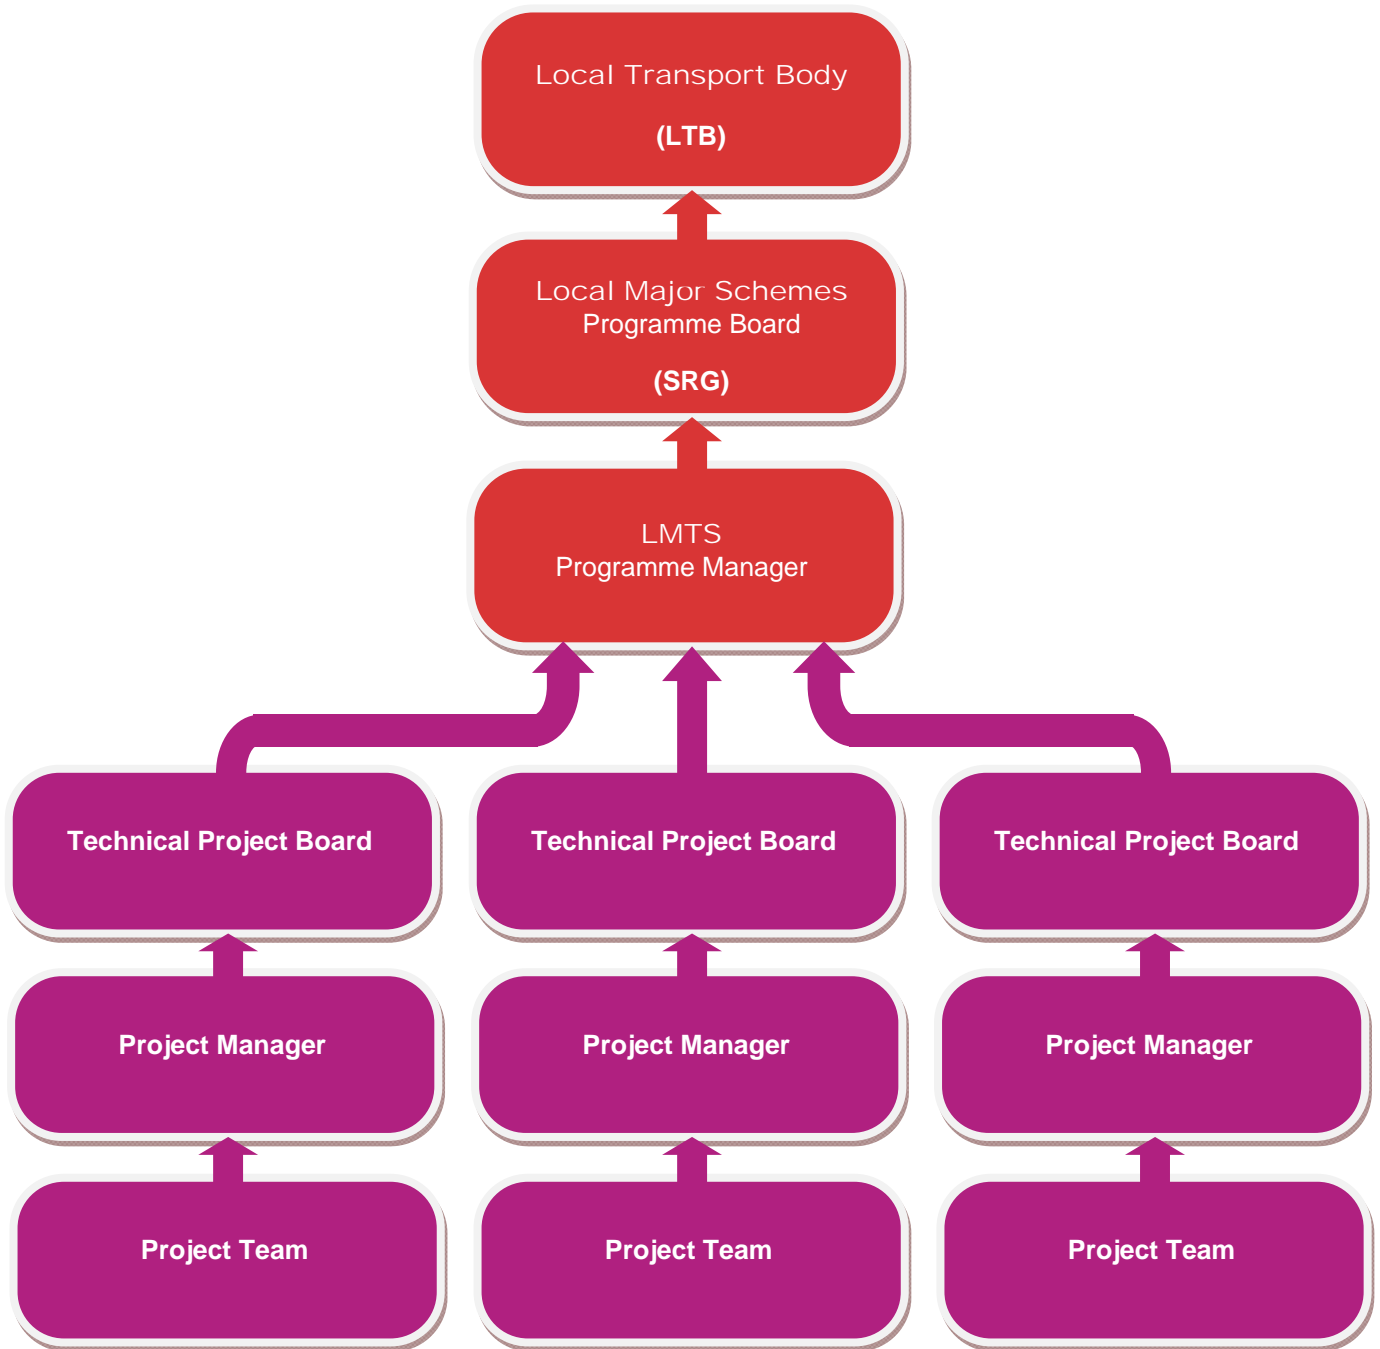 Local Transport Body
(LTB)
Local Major Schemes
Programme Board
(SRG)
LMTS
Programme Manager
Technical Project Board
Technical Project Board
Technical Project Board
Project Manager
Project Manager
Project Manager
Project Team
Project Team
Project Team